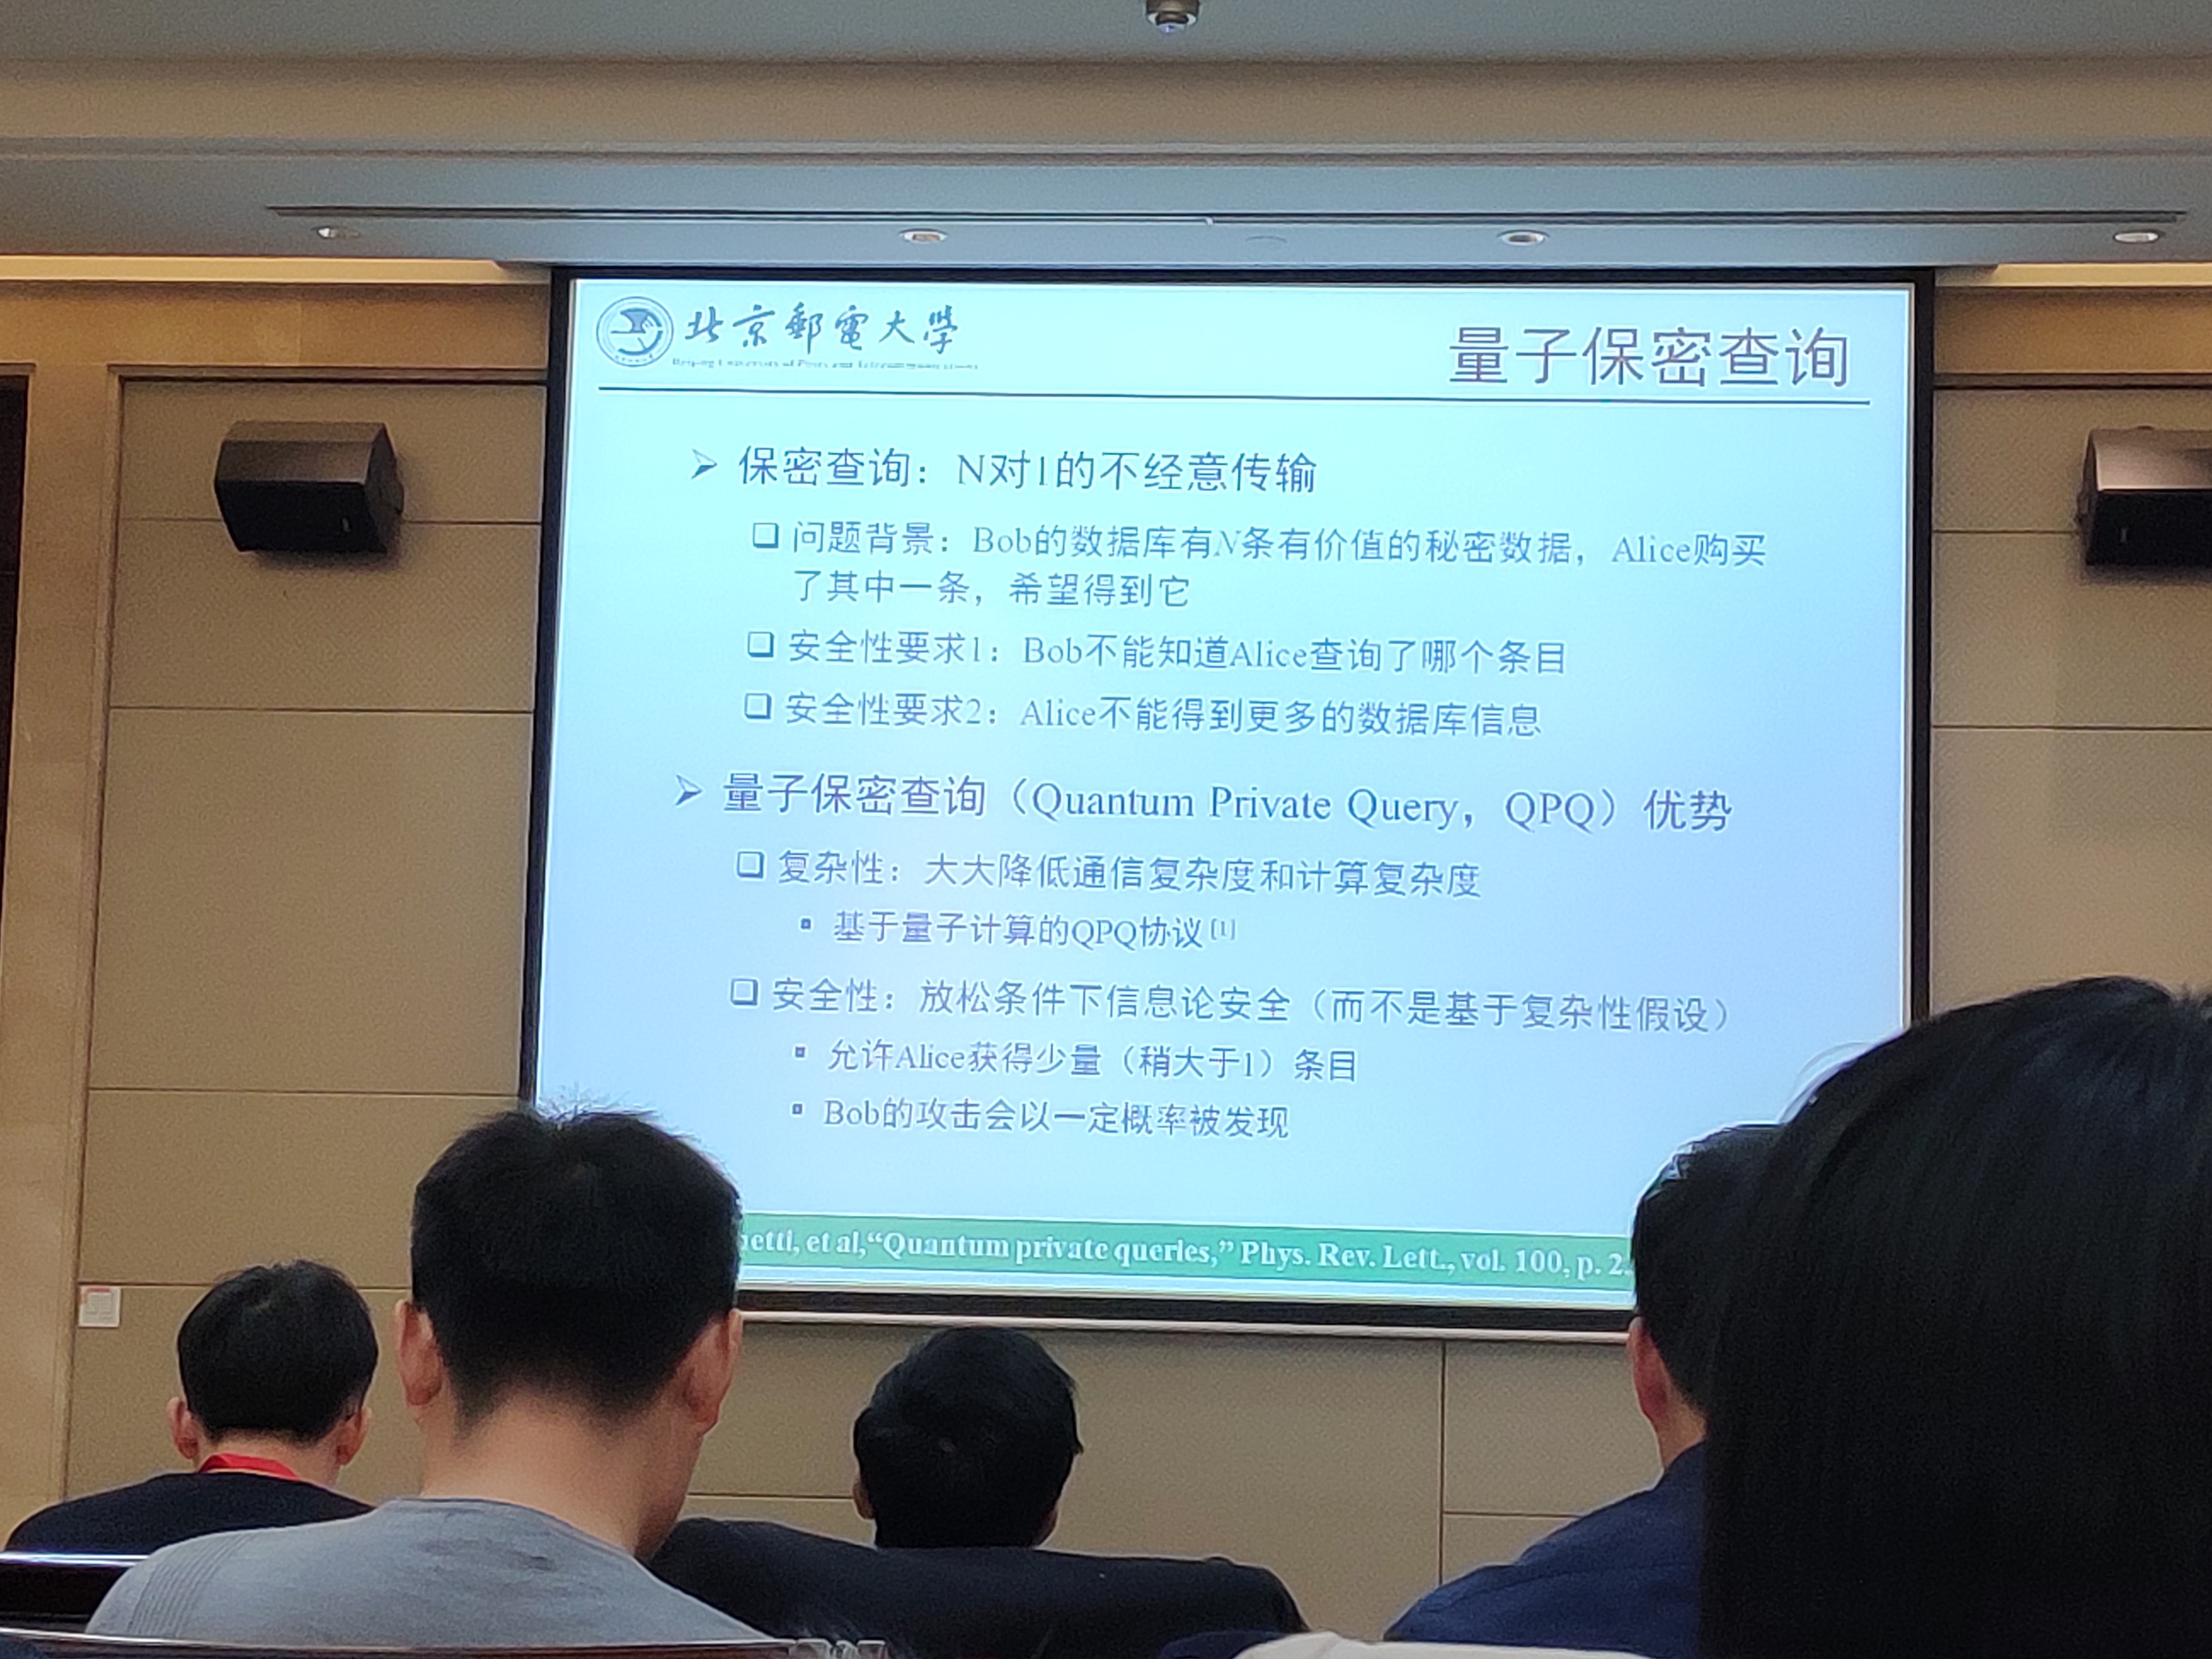 北京郵電大學
Beijing University of Posts and Telecommunications
量子保密查询
保密查询：N对1的不经意传输
问题背景：Bob的数据库有N条有价值的秘密数据，Alice购买
了其中一条，希望得到它
安全性要求1：Bob不能知道Alice查询了哪个条目
安全性要求2：Alice不能得到更多的数据库信息
量子保密查询（Quantum Private Query，QPQ）优势
复杂性：大大降低通信复杂度和计算复杂度
基于量子计算的QPQ协议[1]
安全性：放松条件下信息论安全（而不是基于复杂性假设）
允许Alice获得少量（稍大于1）条目
Bob的攻击会以一定概率被发现
netti, et al,“Quantum private queries,” Phys. Rev. Lett., vol. 100, p. 2